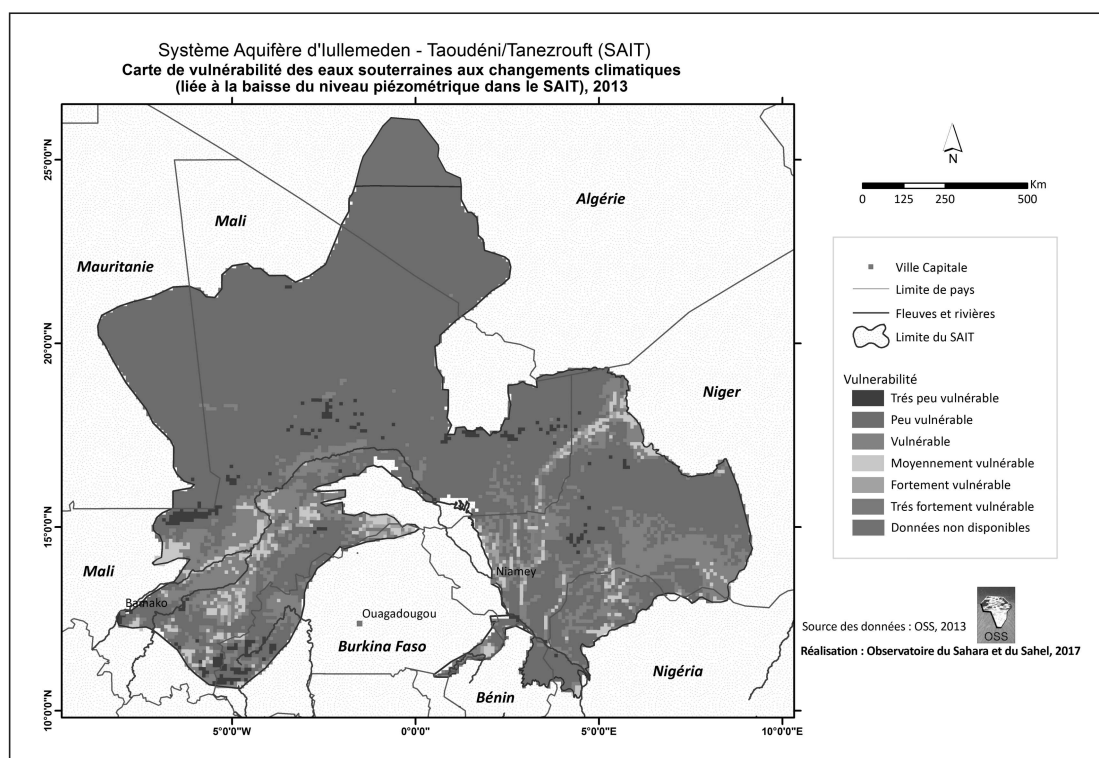 Système Aquifère d'Iullemeden - Taoudéni/Tanezrouft (SAIT)
Carte de vulnérabilité des eaux souterraines aux changements climatiques
(liée à la baisse du niveau piézométrique dans le SAIT), 2013
25°0'0"N
20°0'0"N
15°0'0"N
10°0'0"N
5°0'0"W
0°0'0"
5°0'0"E
10°0'0"E
Mali
Algérie
Mauritanie
Niger
Mali
Bamako
Niamey
Ouagadougou
Burkina Faso
Bénin
Nigéria
N
Km
0 125 250 500
Ville Capitale
Limite de pays
Fleuves et rivières
Limite du SAIT
Vulnerabilité
Trés peu vulnérable
Peu vulnérable
Vulnérable
Moyennement vulnérable
Fortement vulnérable
Trés fortement vulnérable
Données non disponibles
OSS
Source des données : OSS, 2013
Réalisation : Observatoire du Sahara et du Sahel, 2017